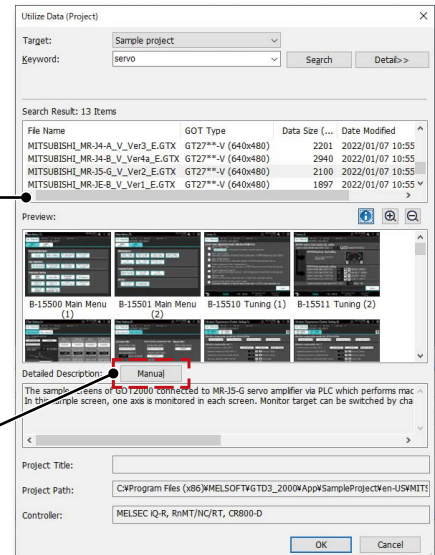 Utilize Data (Project)
Target: Sample project
Keyword: servo Search Detail>>
Search Result: 13 Items
File Name GOT Type Data Size (... Date Modified
MITSUBISHI_MR-J4-A_V_Ver3_E.GTX GT27**-V (640x480) 2201 2022/01/07 10:55
MITSUBISHI_MR-J4-B_V_Ver4a_E.GTX GT27**-V (640x480) 2940 2022/01/07 10:55
MITSUBISHI_MR-J5-G_V_Ver2_E.GTX GT27**-V (640x480) 2100 2022/01/07 10:55
MITSUBISHI_MR-JE-B_V_Ver1_E.GTX GT27**-V (640x480) 1897 2022/01/07 10:55
Preview:
B-15500 Main Menu (1)
B-15501 Main Menu (2)
B-15510 Tuning (1)
B-15511 Tuning (2)
Detailed Description: Manual
The sample screens of GOT2000 connected to MR-J5-G servo amplifier via PLC which performs mac
In this sample screen, one axis is monitored in each screen. Monitor target can be switched by cha
Project Title:
Project Path: C:¥Program Files (x86)¥MELSOFT¥GTD3_2000¥App¥SampleProject¥en-US¥MITS
Controller: MELSEC iQ-R, RnMT/NC/RT, CR800-D
OK Cancel